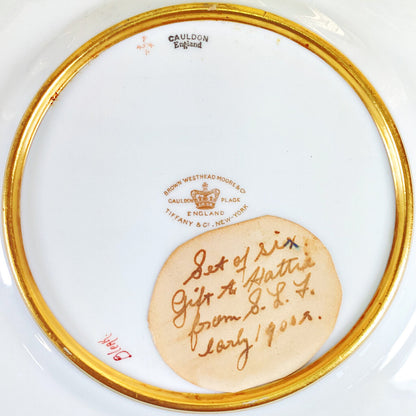 CAULDON
England
BROWN WESTHEAD MOORE & CO
CAULDON PLACE
ENGLAND
TIFFANY & CO. NEW-YORK
Set of six.
Gift to Hattie
from S. L. F.
early 1900s.